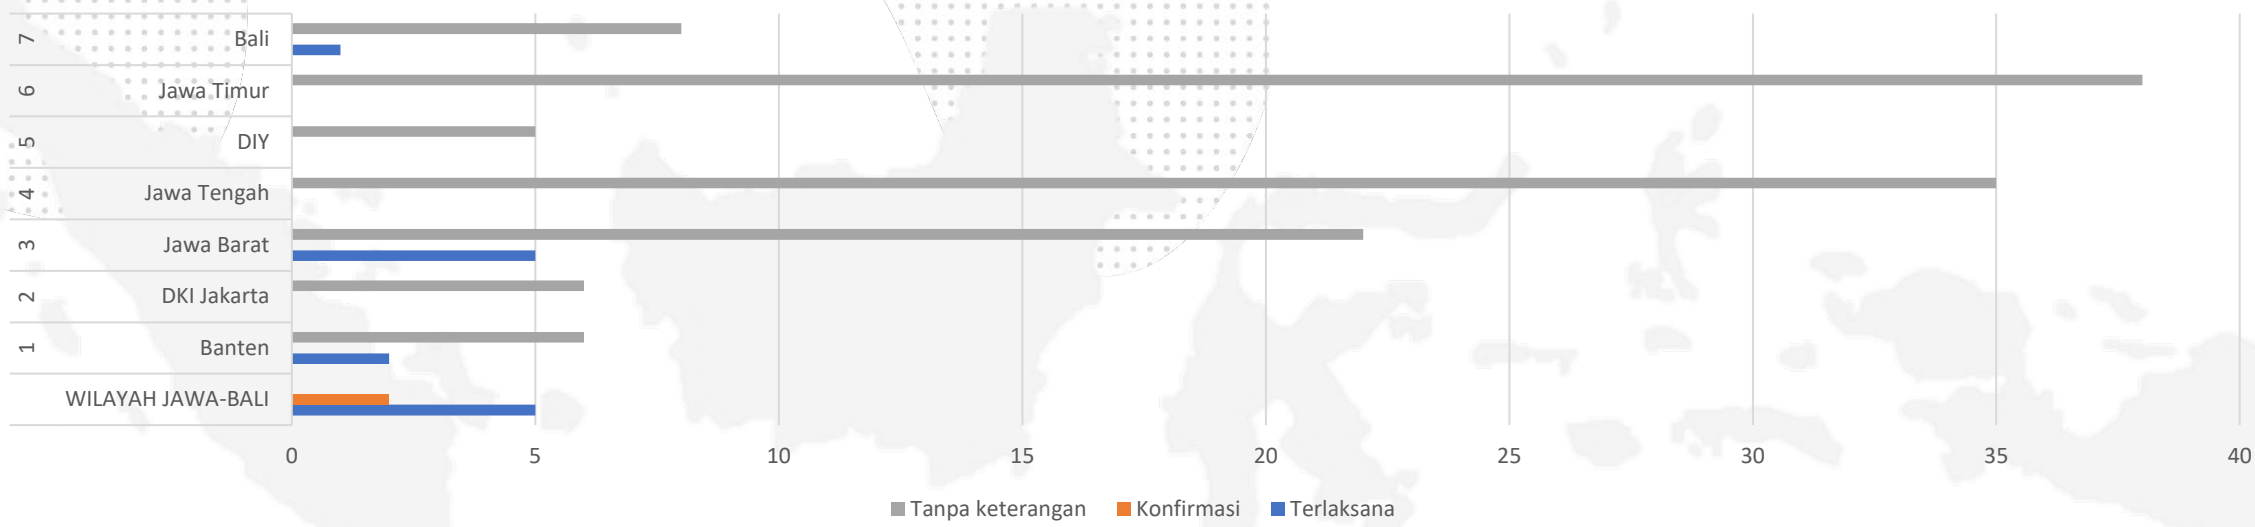 7 Bali
6 Jawa Timur
5 DIY
4 Jawa Tengah
3 Jawa Barat
2 DKI Jakarta
1 Banten
WILAYAH JAWA-BALI
0 5 10 15 20 25 30 35 40
Tanpa keterangan Konfirmasi Terlaksana